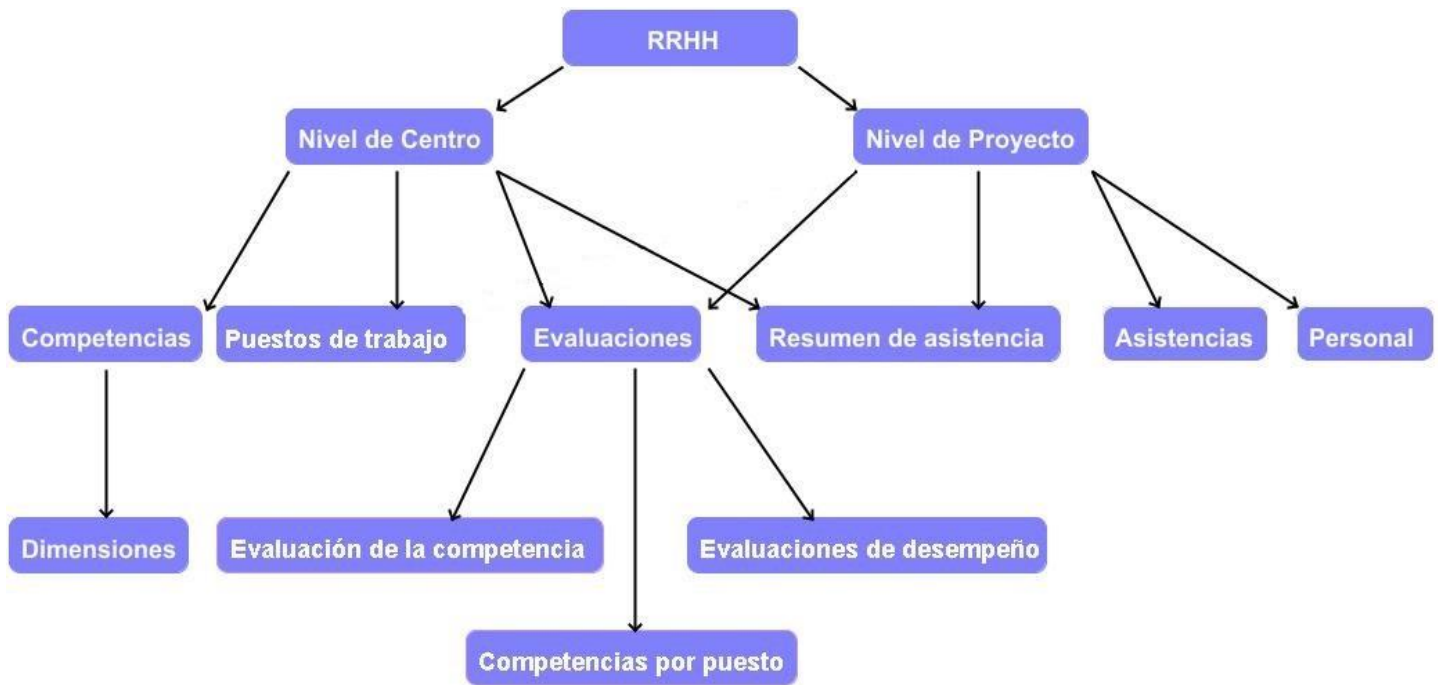 RRHH
Nivel de Centro
Nivel de Proyecto
Competencias
Puestos de trabajo
Evaluaciones
Resumen de asistencia
Asistencias
Personal
Dimensiones
Evaluación de la competencia
Evaluaciones de desempeño
Competencias por puesto